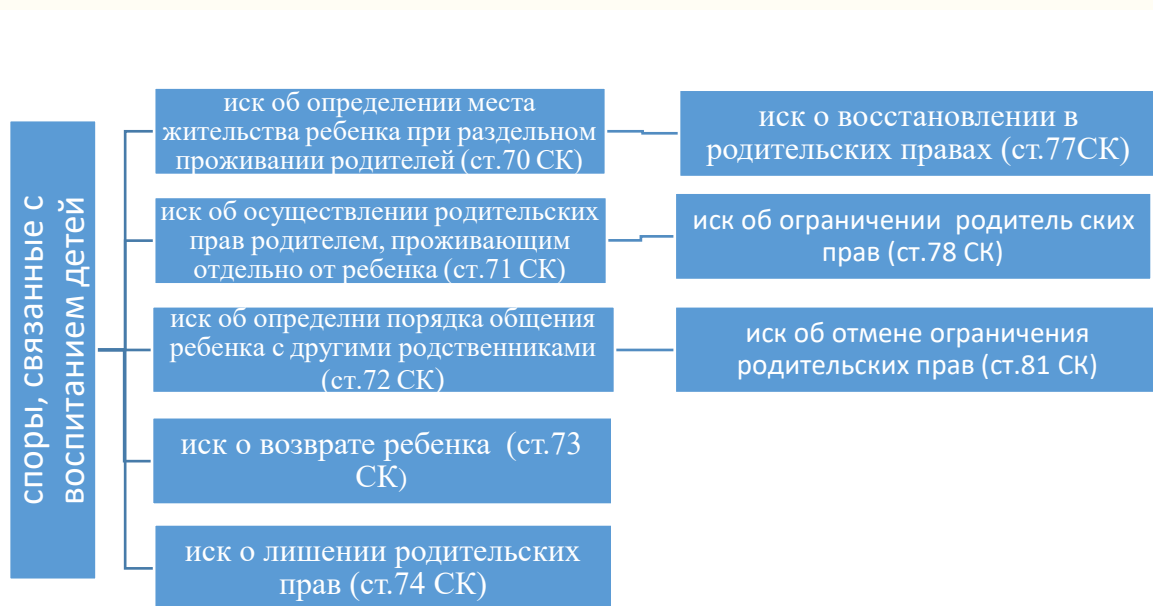 споры, связанные с
воспитанием детей
иск об определении места
жительства ребенка при раздельном
проживании родителей (ст.70 СК)
иск о восстановлении в
родительских правах (ст.77СК)
иск об осуществлении родительских
прав родителем, проживающим
отдельно от ребенка (ст.71 СК)
иск об ограничении  родитель ских
прав (ст.78 СК)
иск об определни порядка общения
ребенка с другими родственниками
(ст.72 СК)
иск об отмене ограничения
родительских прав (ст.81 СК)
иск о возврате ребенка  (ст.73
СК)
иск о лишении родительских
прав (ст.74 СК)